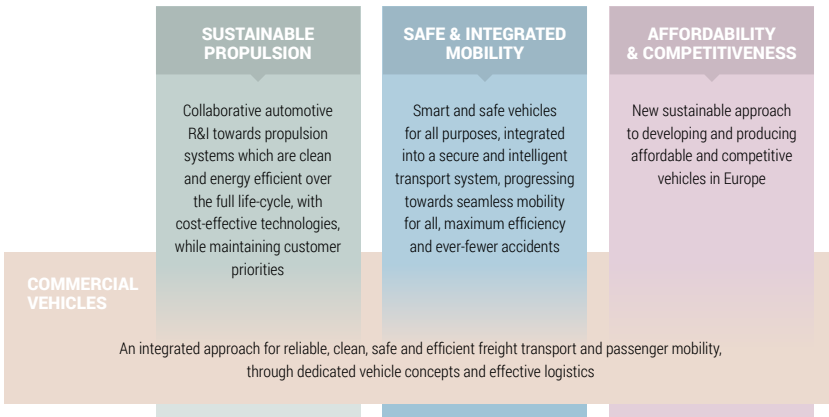 SUSTAINABLE
PROPULSION
Collaborative automotive
R&I towards propulsion
systems which are clean
and energy efficient over
the full life-cycle, with
cost-effective technologies,
while maintaining customer
priorities
SAFE & INTEGRATED
MOBILITY
Smart and safe vehicles
for all purposes, integrated
into a secure and intelligent
transport system, progressing
towards seamless mobility
for all, maximum efficiency
and ever-fewer accidents
AFFORDABILITY
& COMPETITIVENESS
New sustainable approach
to developing and producing
affordable and competitive
vehicles in Europe
COMMERCIAL
VEHICLES
An integrated approach for reliable, clean, safe and efficient freight transport and passenger mobility,
through dedicated vehicle concepts and effective logistics